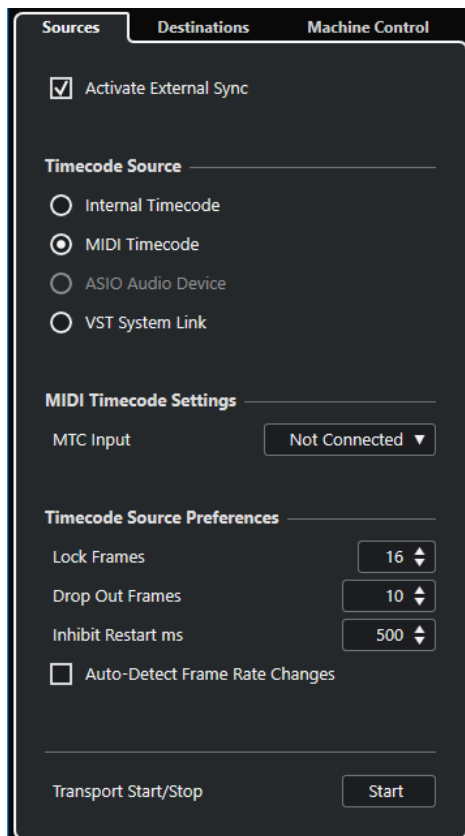 Sources Destinations Machine Control
Activate External Sync
Timecode Source
Internal Timecode
MIDI Timecode
ASIO Audio Device
VST System Link
MIDI Timecode Settings
MTC Input Not Connected
Timecode Source Preferences
Lock Frames 16
Drop Out Frames 10
Inhibit Restart ms 500
Auto-Detect Frame Rate Changes
Transport Start/Stop Start